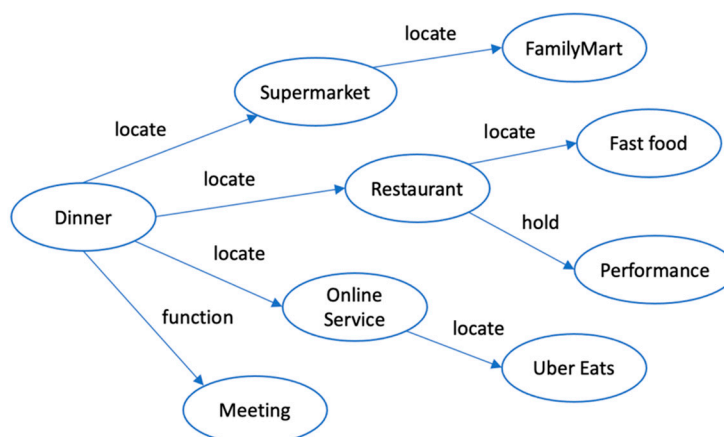 locate
FamilyMart
Supermarket
locate
locate
Fast food
locate
Restaurant
Dinner
hold
locate
Performance
Online
Service
function
locate
Uber Eats
Meeting